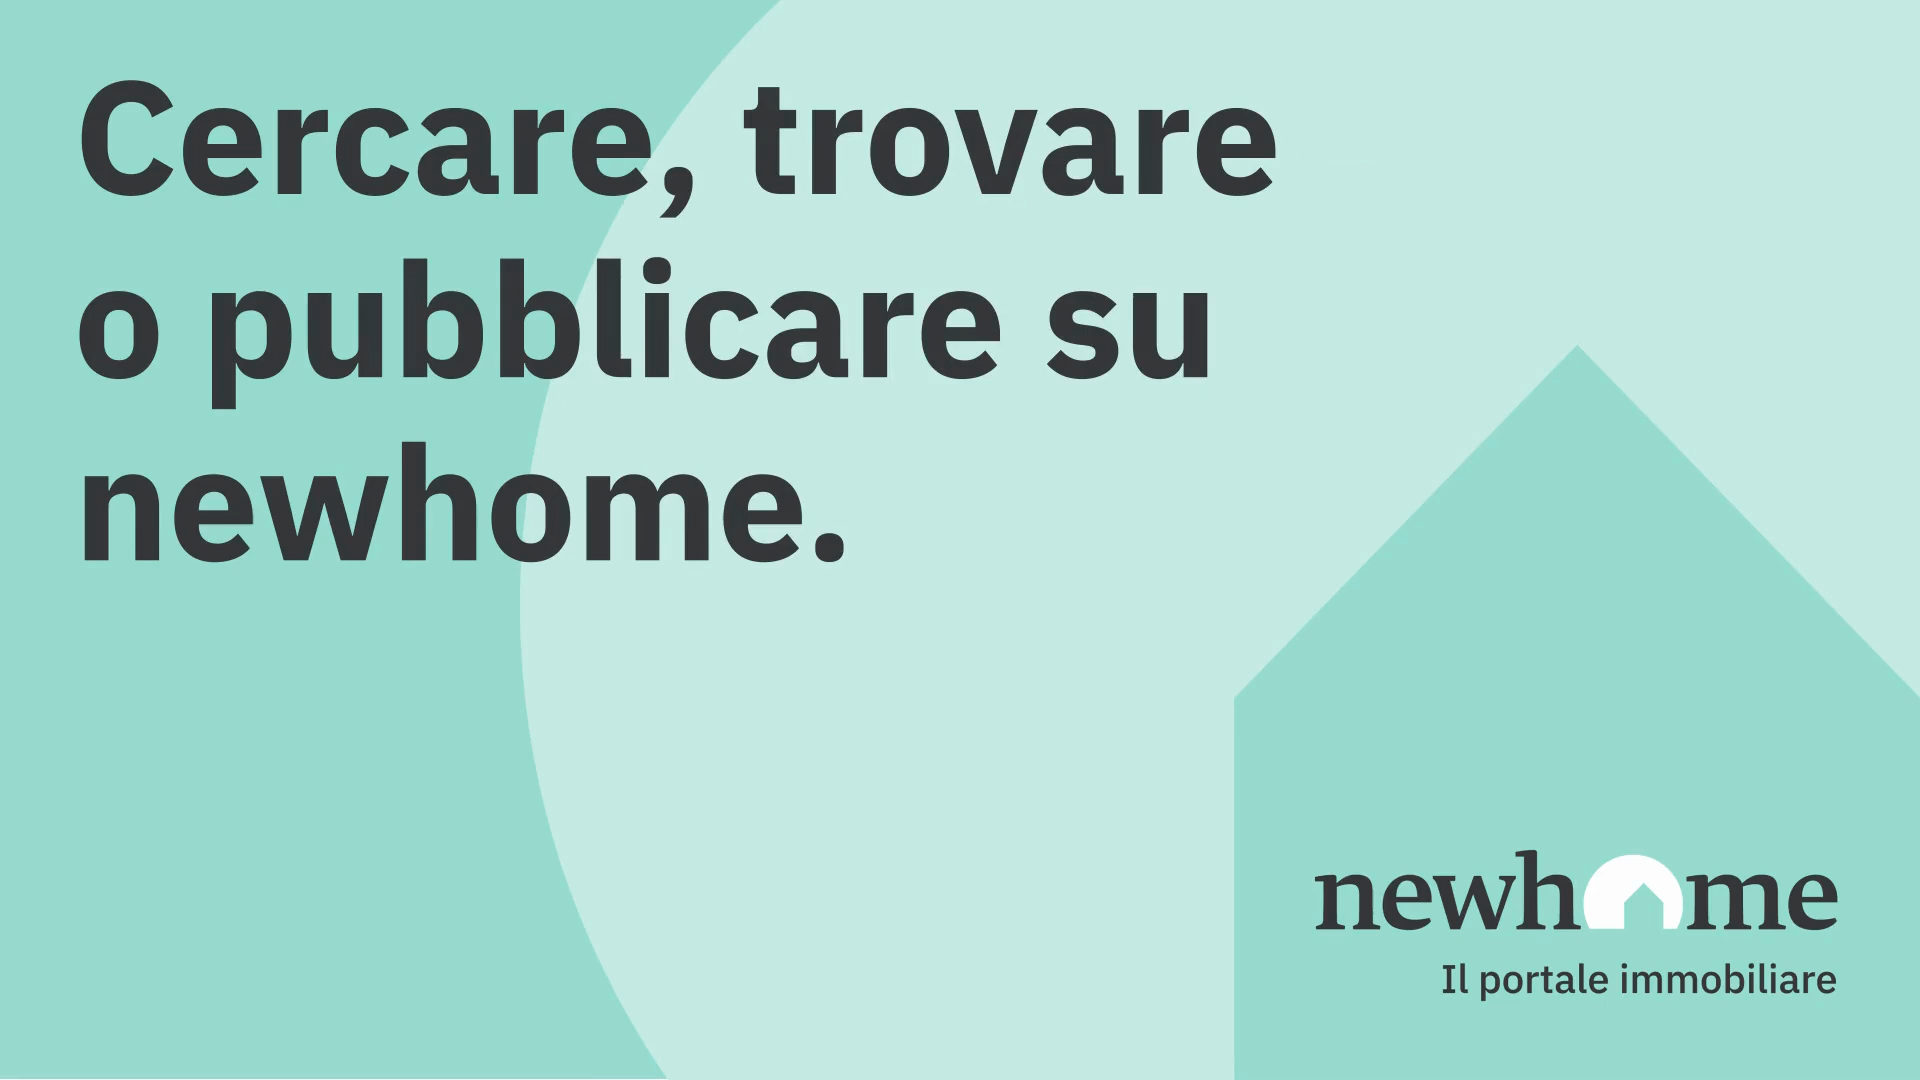 Cercare, trovare
o pubblicare su
newhome.
newhome
Il portale immobiliare